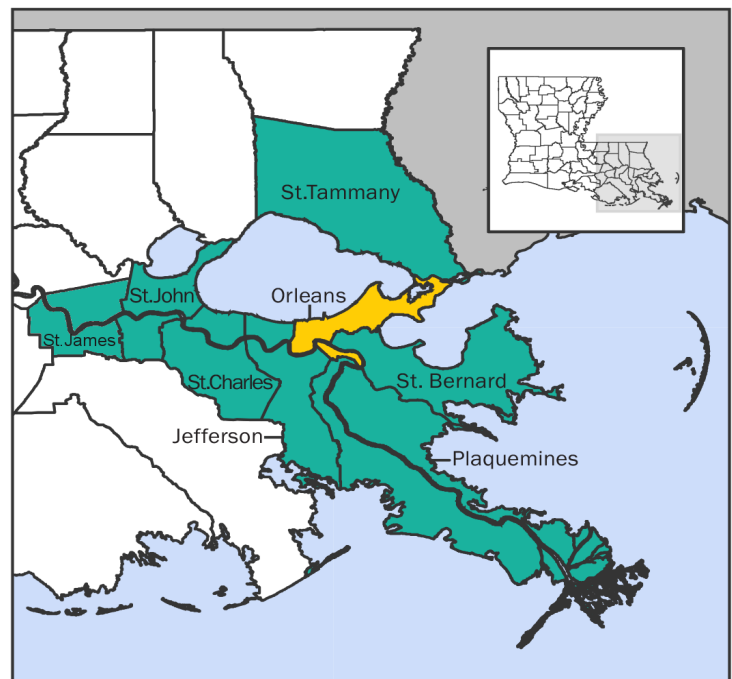 St.Tammany
St.John
Orleans
St.James
St.Charles
St. Bernard
Jefferson
Plaquemines